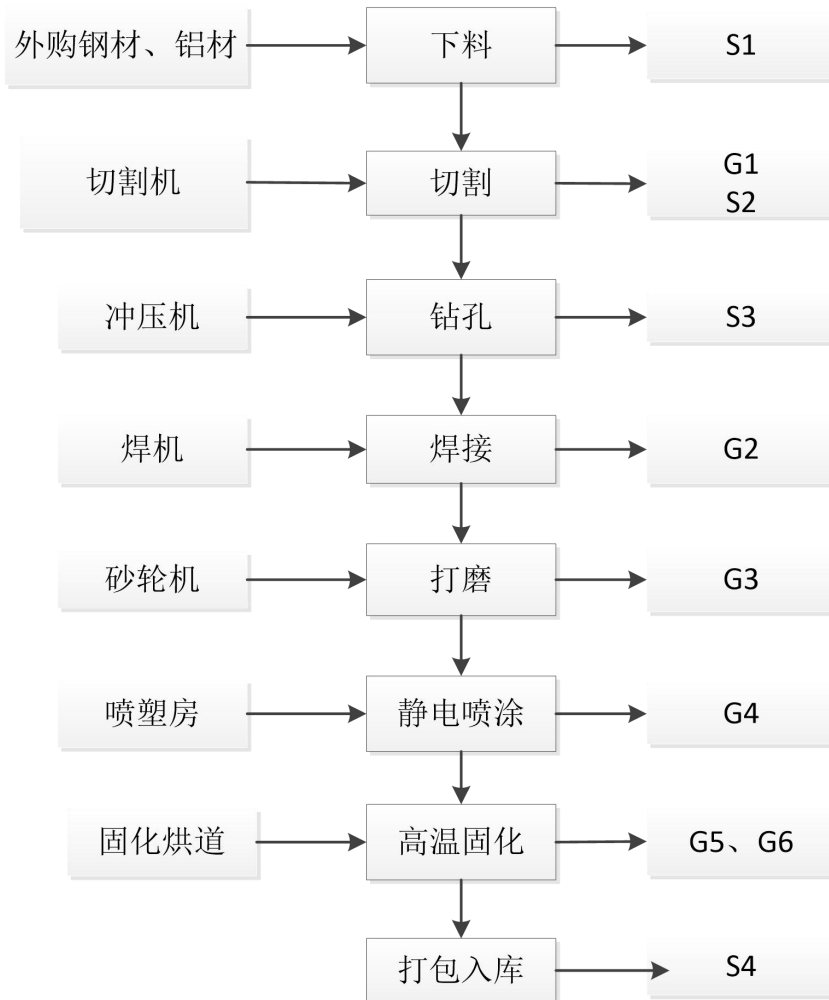 外购钢材、铝材
下料
S1
切割机
切割
G1
S2
冲压机
钻孔
S3
焊机
焊接
G2
砂轮机
打磨
G3
喷塑房
静电喷涂
G4
固化烘道
高温固化
G5、G6
打包入库
S4